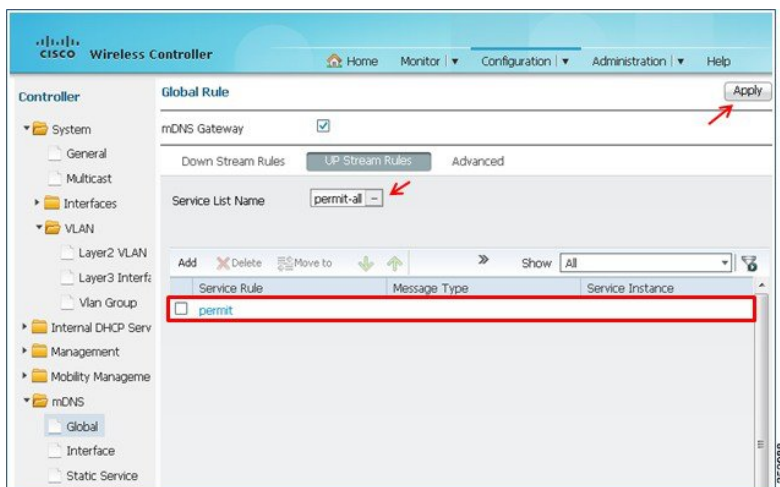 CISCO Wireless Controller
Home Monitor Configuration Administration Help
Controller
System
General
Multicast
Interfaces
VLAN
Layer2 VLAN
Layer3 Interfa
Vlan Group
Internal DHCP Serv
Management
Mobility Manageme
mDNS
Global
Interface
Static Service
Global Rule
Apply
mDNS Gateway
Down Stream Rules UP Stream Rules Advanced
Service List Name permit-all
Add Delete Move to » Show All
Service Rule Message Type Service Instance
permit